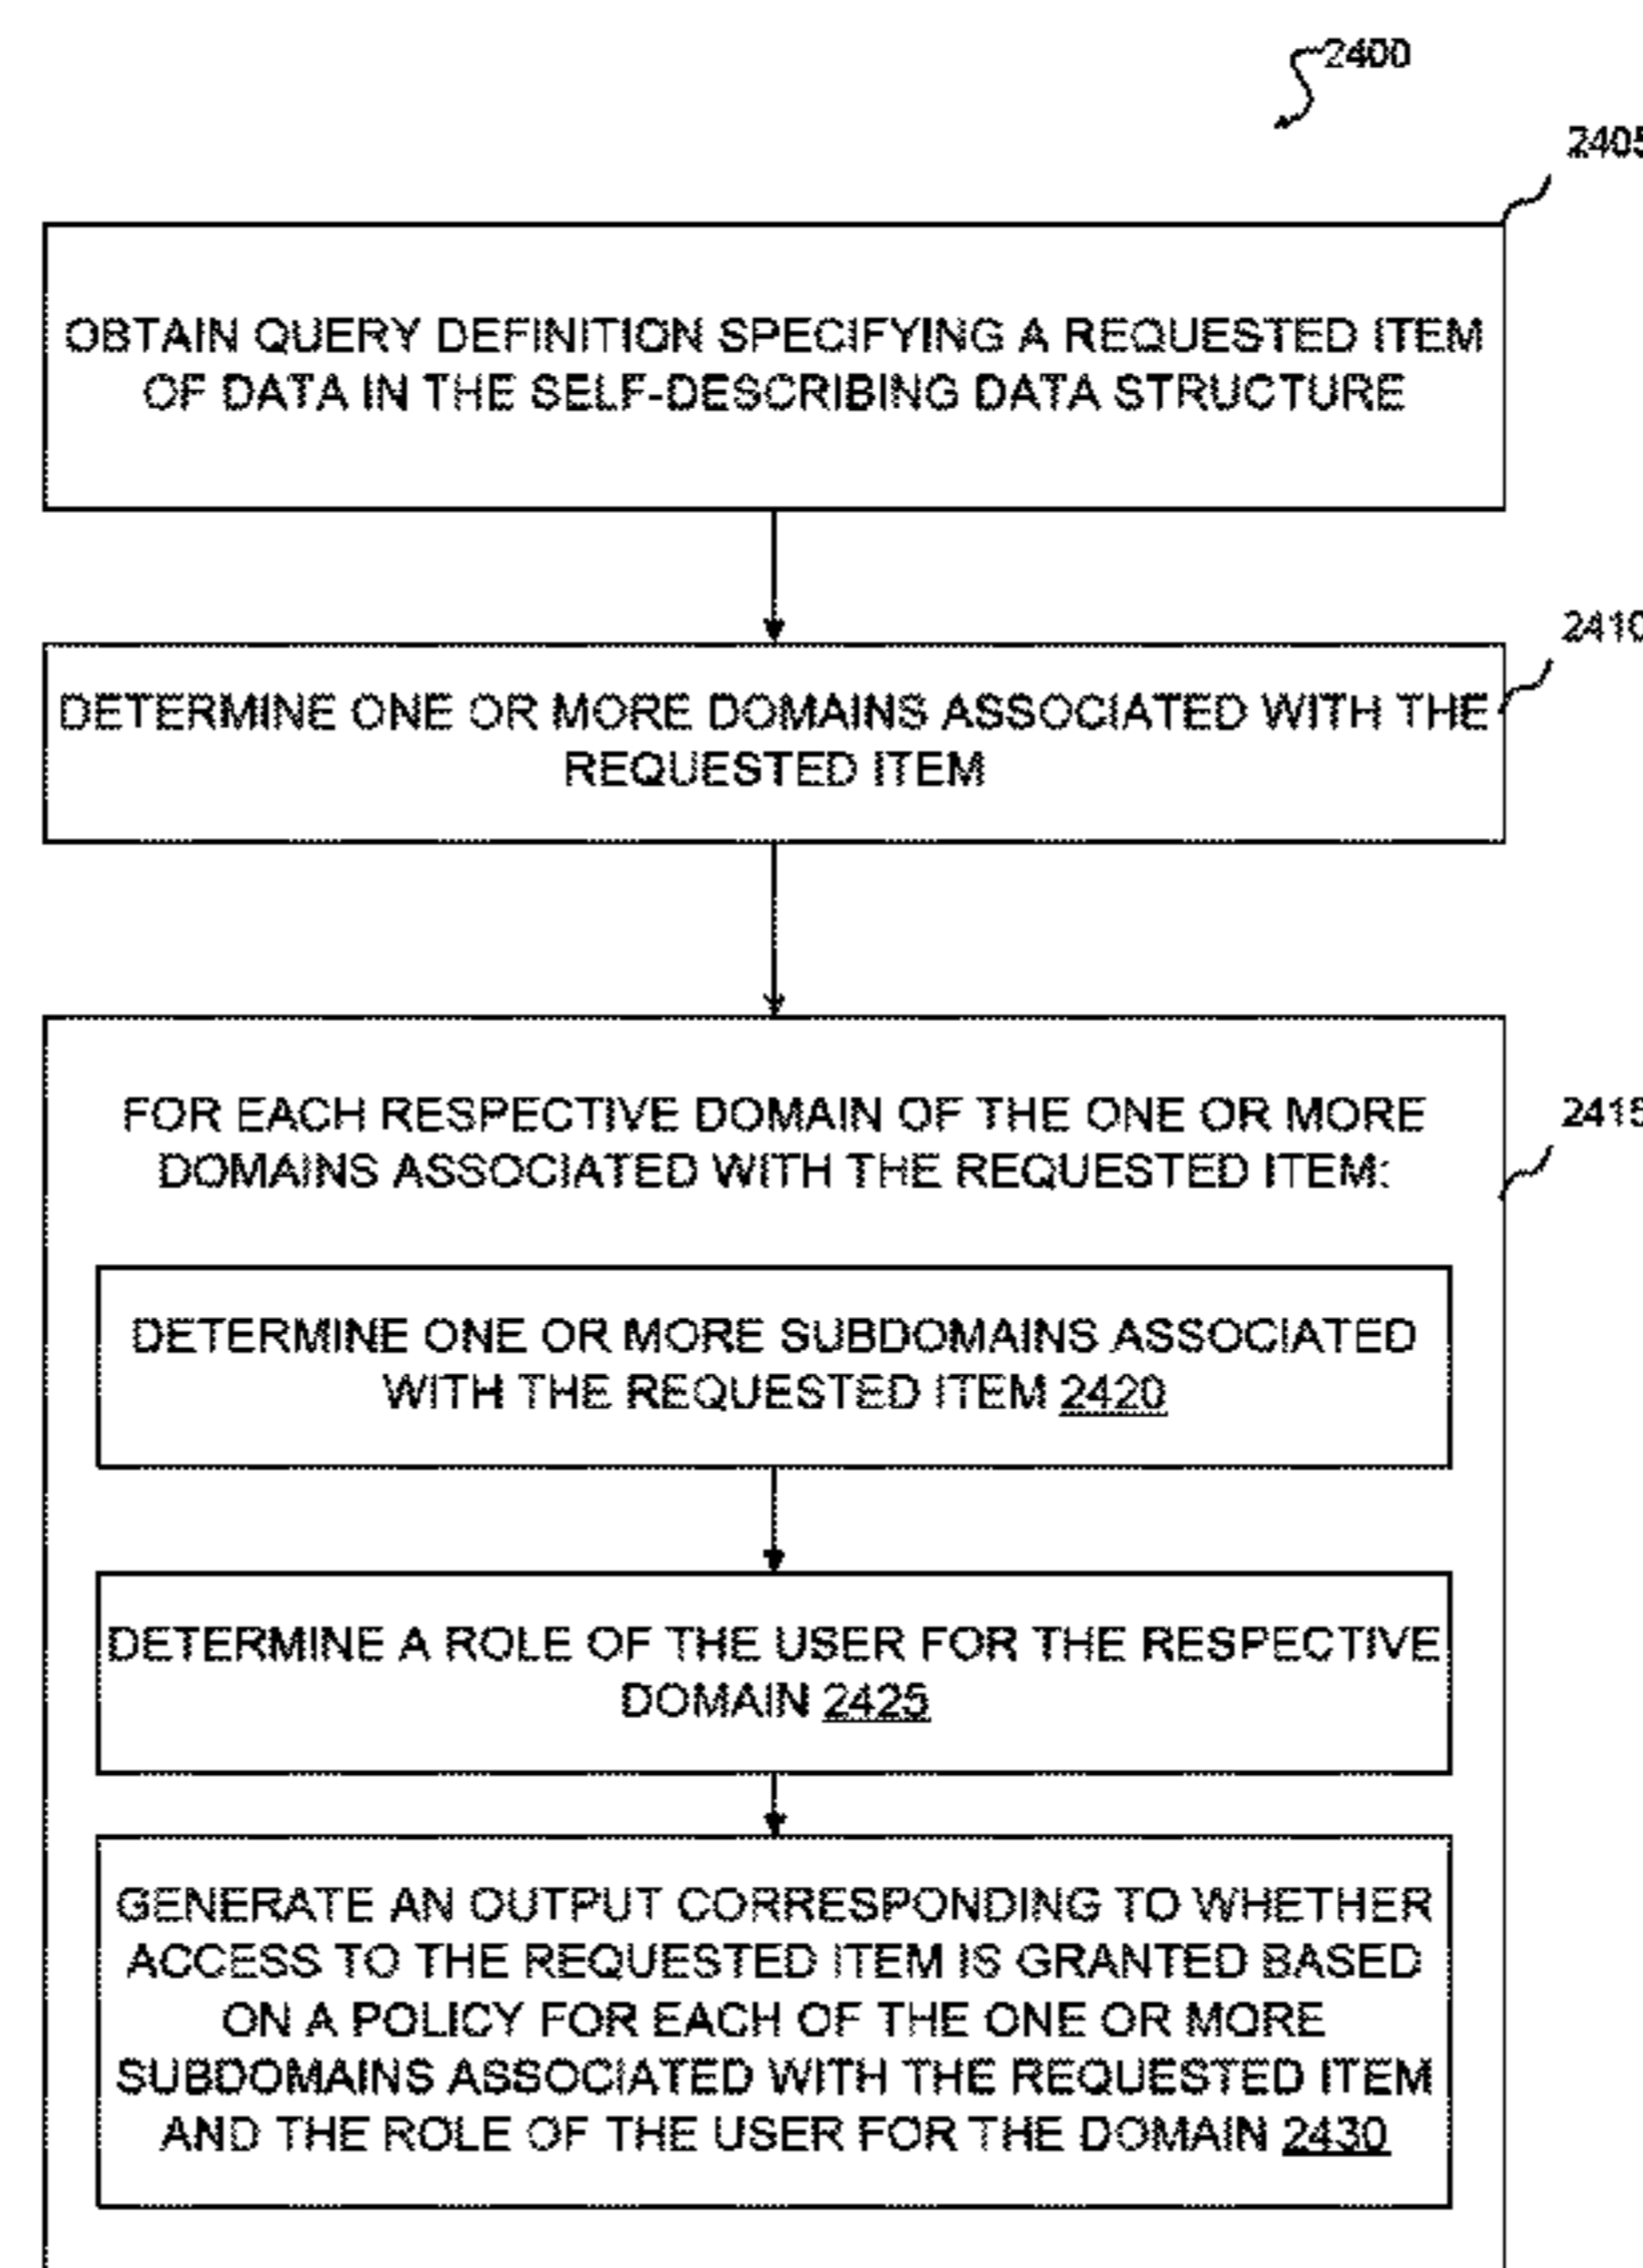 2400
2405
OBTAIN QUERY DEFINITION SPECIFYING A REQUESTED ITEM
OF DATA IN THE SELF-DESCRIBING DATA STRUCTURE
2410
DETERMINE ONE OR MORE DOMAINS ASSOCIATED WITH THE
REQUESTED ITEM
2415
FOR EACH RESPECTIVE DOMAIN OF THE ONE OR MORE
DOMAINS ASSOCIATED WITH THE REQUESTED ITEM:
DETERMINE ONE OR MORE SUBDOMAINS ASSOCIATED
WITH THE REQUESTED ITEM 2420
DETERMINE A ROLE OF THE USER FOR THE RESPECTIVE
DOMAIN 2425
GENERATE AN OUTPUT CORRESPONDING TO WHETHER
ACCESS TO THE REQUESTED ITEM IS GRANTED BASED
ON A POLICY FOR EACH OF THE ONE OR MORE
SUBDOMAINS ASSOCIATED WITH THE REQUESTED ITEM
AND THE ROLE OF THE USER FOR THE DOMAIN 2430